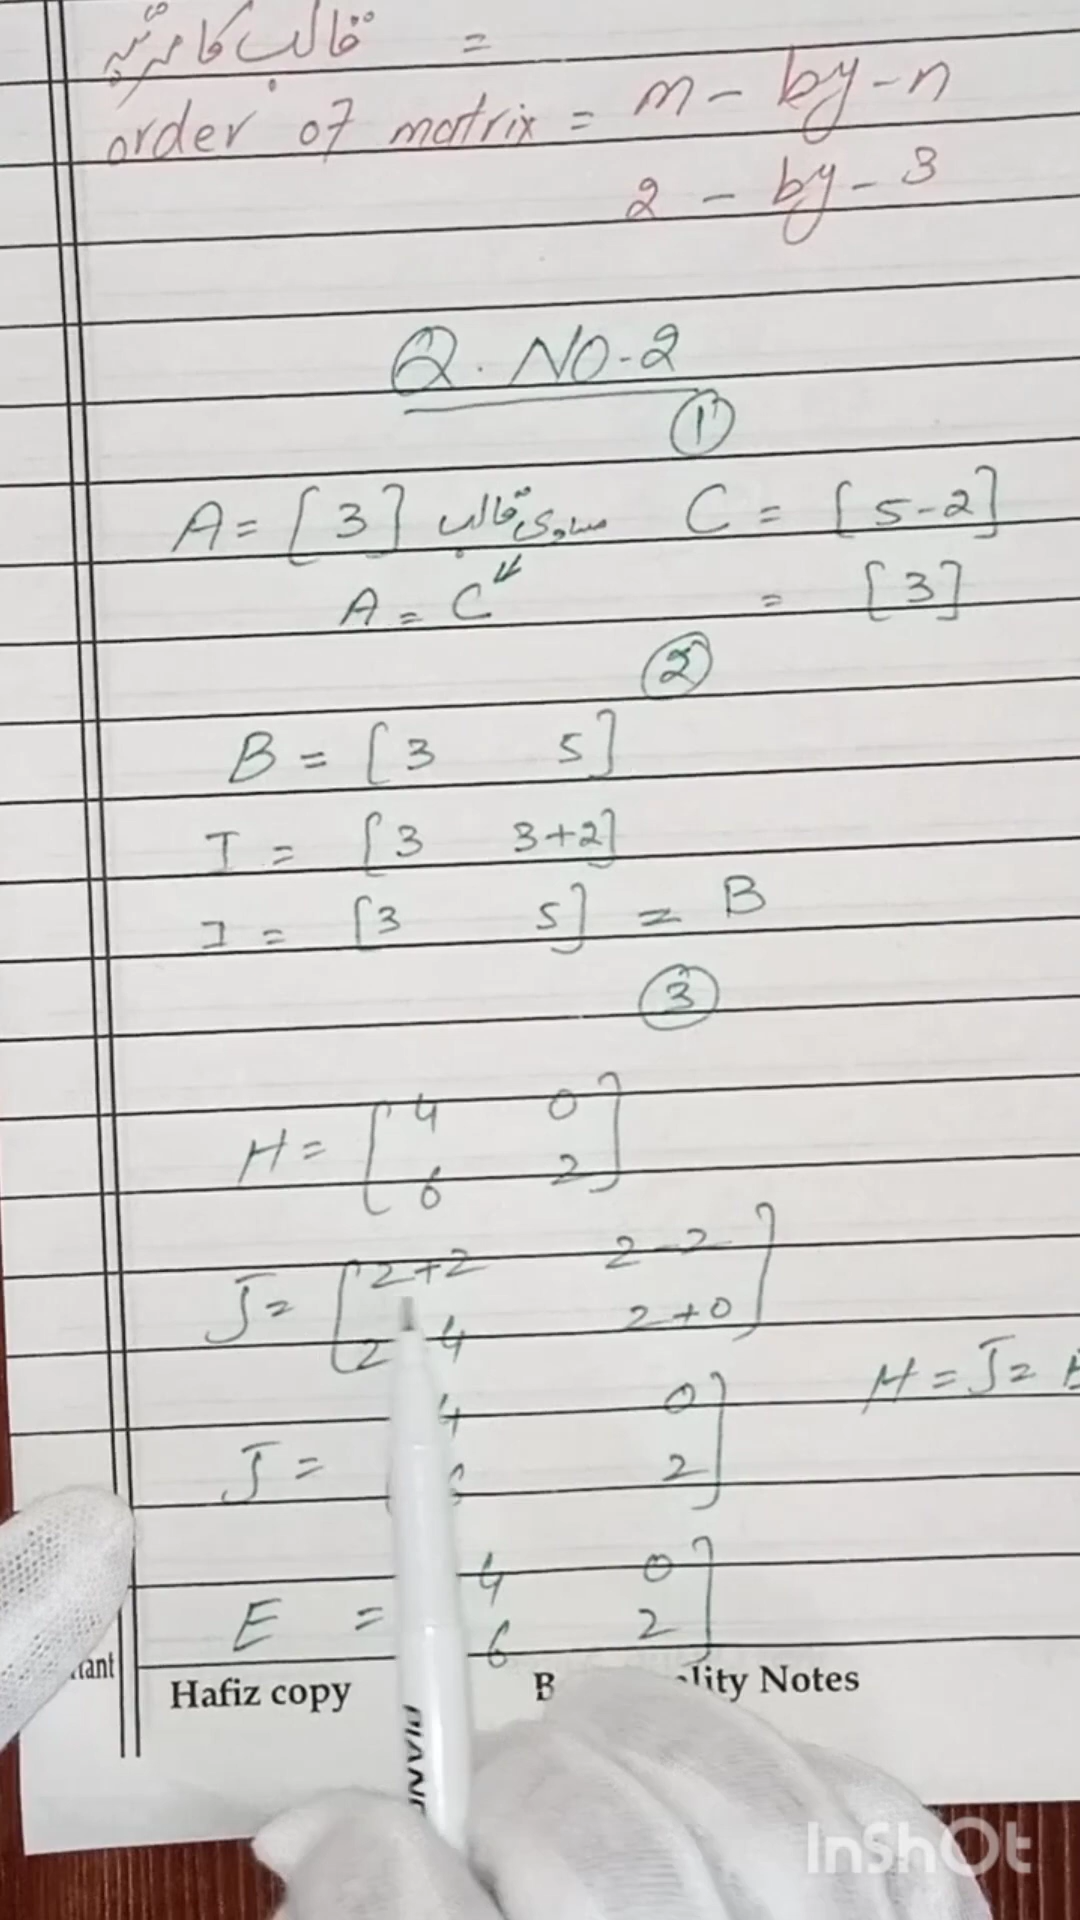 قالب کا مرتبہ =
order of matrix = m - by - n
2 - by - 3
Q. NO-2
①
A = [3] مساوی قالب C = [5-2]
A = C = [3]
②
B = [3 5]
I = [3 3+2]
I = [3 5] = B
③
H = [4 0
6 2]
J = [2+2 2-2
2 4 2+0]
H = J =
J = 4 0
2]
E = 4 0
6 2]
Hafiz copy lity Notes
InShOt